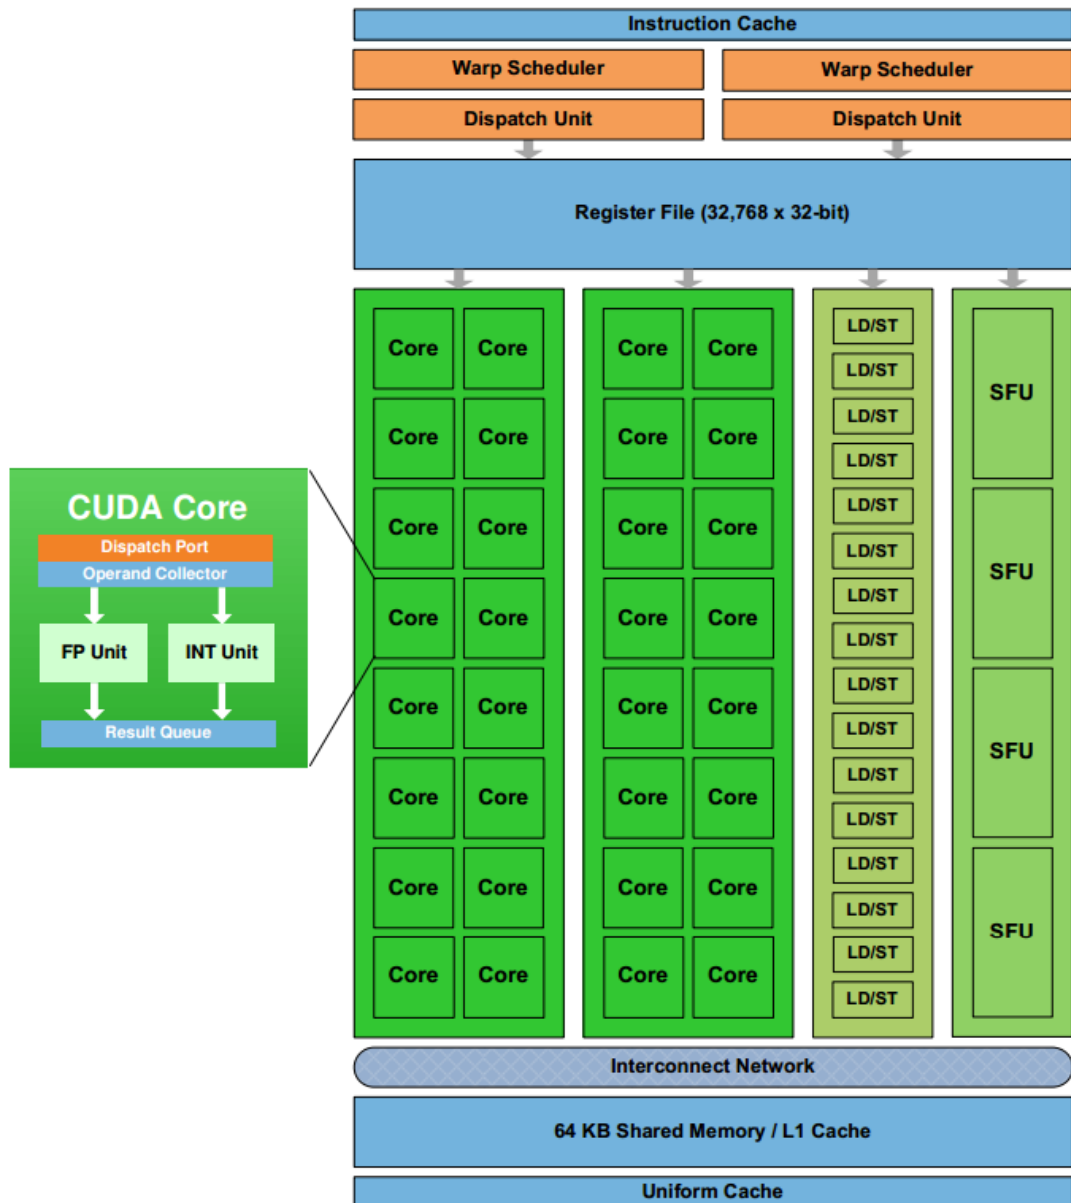 Instruction Cache
Warp Scheduler
Warp Scheduler
Dispatch Unit
Dispatch Unit
Register File (32,768 x 32-bit)
Core Core Core Core LD/ST
LD/ST
SFU
Core Core Core Core LD/ST
LD/ST
Core Core Core Core LD/ST
LD/ST
SFU
Core Core Core Core LD/ST
LD/ST
Core Core Core Core LD/ST
LD/ST
SFU
Core Core Core Core LD/ST
LD/ST
Core Core Core Core LD/ST
LD/ST
SFU
Core Core Core Core LD/ST
LD/ST
CUDA Core
Dispatch Port
Operand Collector
FP Unit INT Unit
Result Queue
Interconnect Network
64 KB Shared Memory / L1 Cache
Uniform Cache